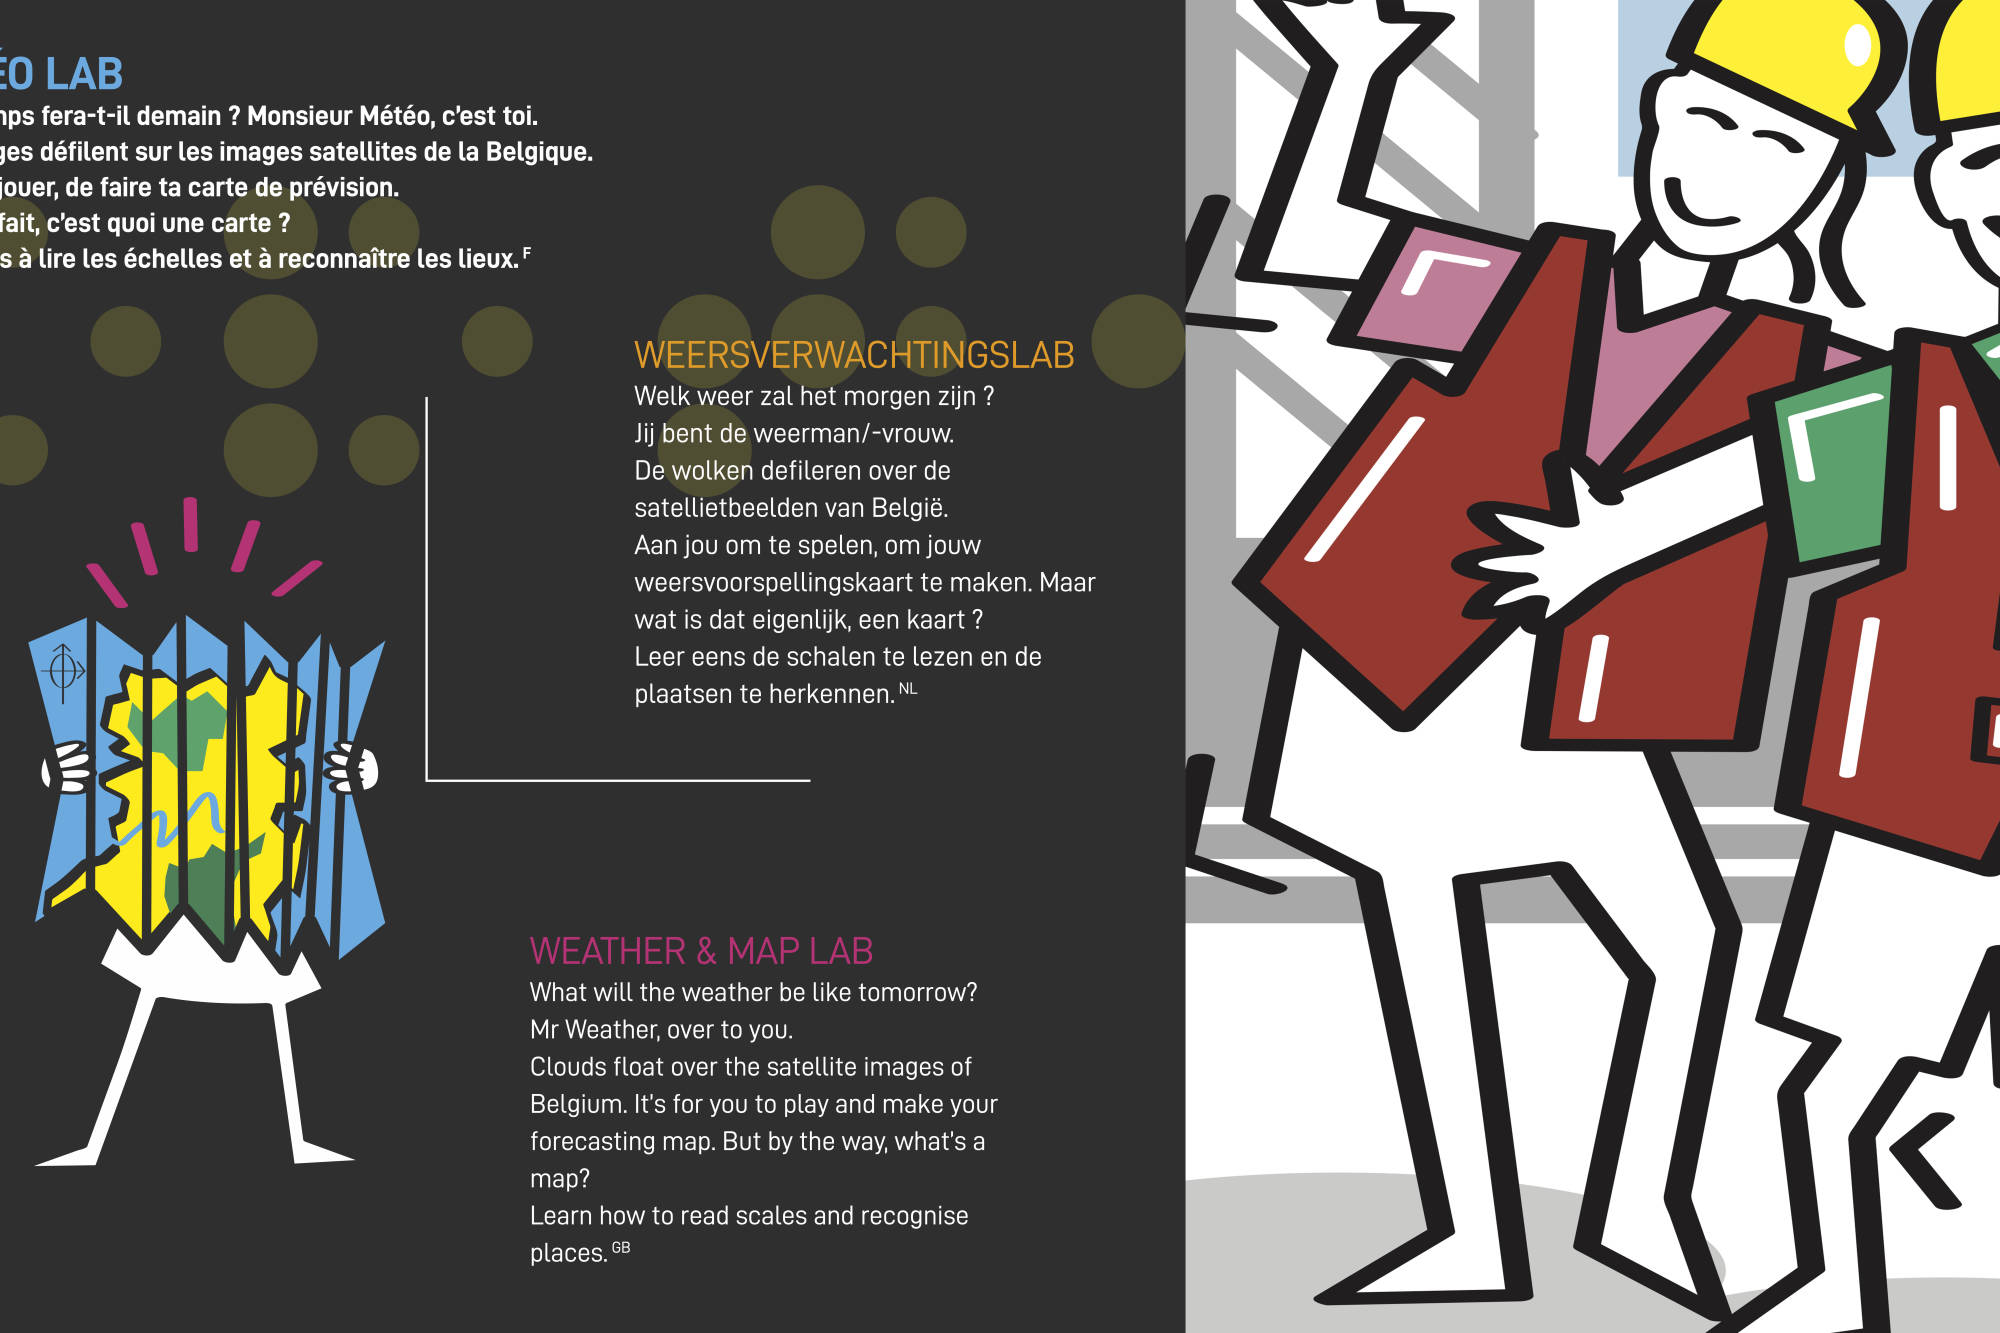 ÉO LAB
mps fera-t-il demain ? Monsieur Météo, c’est toi.
ges défilent sur les images satellites de la Belgique.
jouer, de faire ta carte de prévision.
fait, c’est quoi une carte ?
s à lire les échelles et à reconnaître les lieux. F
WEERSVERWACHTINGSLAB
Welk weer zal het morgen zijn ?
Jij bent de weerman/-vrouw.
De wolken defileren over de
satellietbeelden van België.
Aan jou om te spelen, om jouw
weersvoorspellingskaart te maken. Maar
wat is dat eigenlijk, een kaart ?
Leer eens de schalen te lezen en de
plaatsen te herkennen. NL
WEATHER & MAP LAB
What will the weather be like tomorrow?
Mr Weather, over to you.
Clouds float over the satellite images of
Belgium. It’s for you to play and make your
forecasting map. But by the way, what’s a
map?
Learn how to read scales and recognise
places. GB